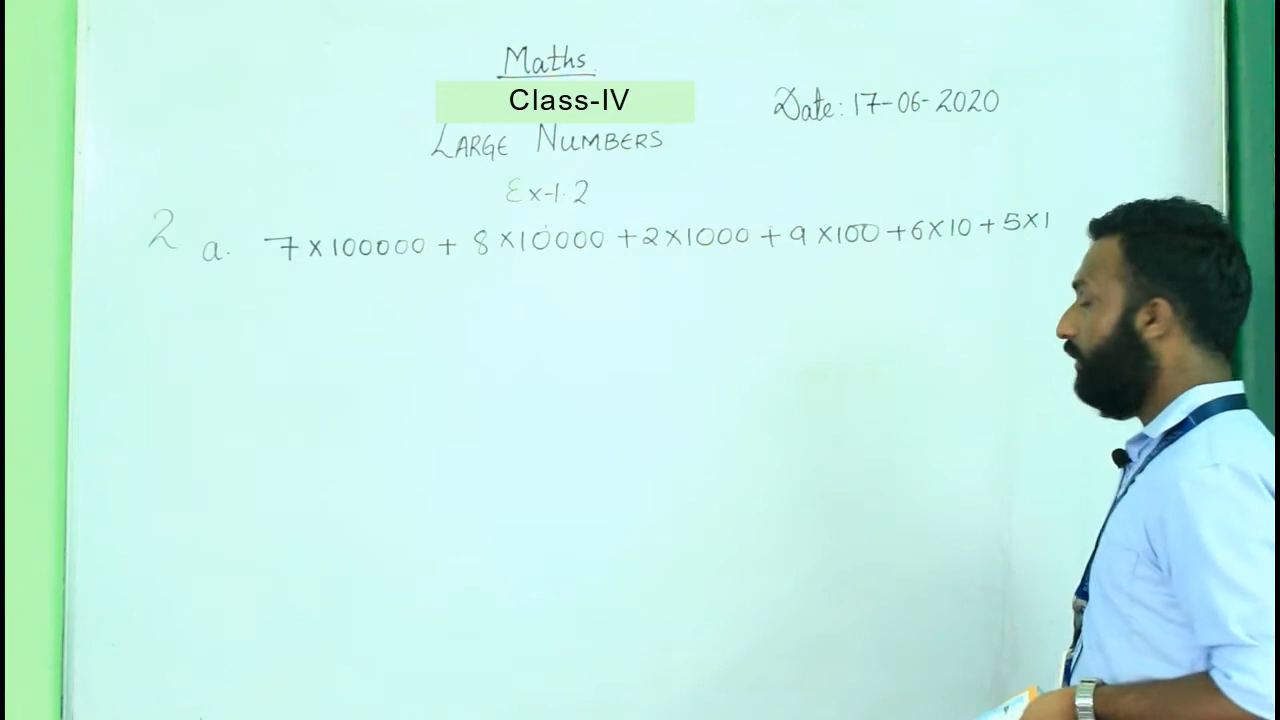 Maths
Class-IV
Date: 17-06-2020
LARGE NUMBERS
Ex-1.2
2 a. 7×100000 + 8×10000 + 2×1000 + 9×100 + 6×10 + 5×1